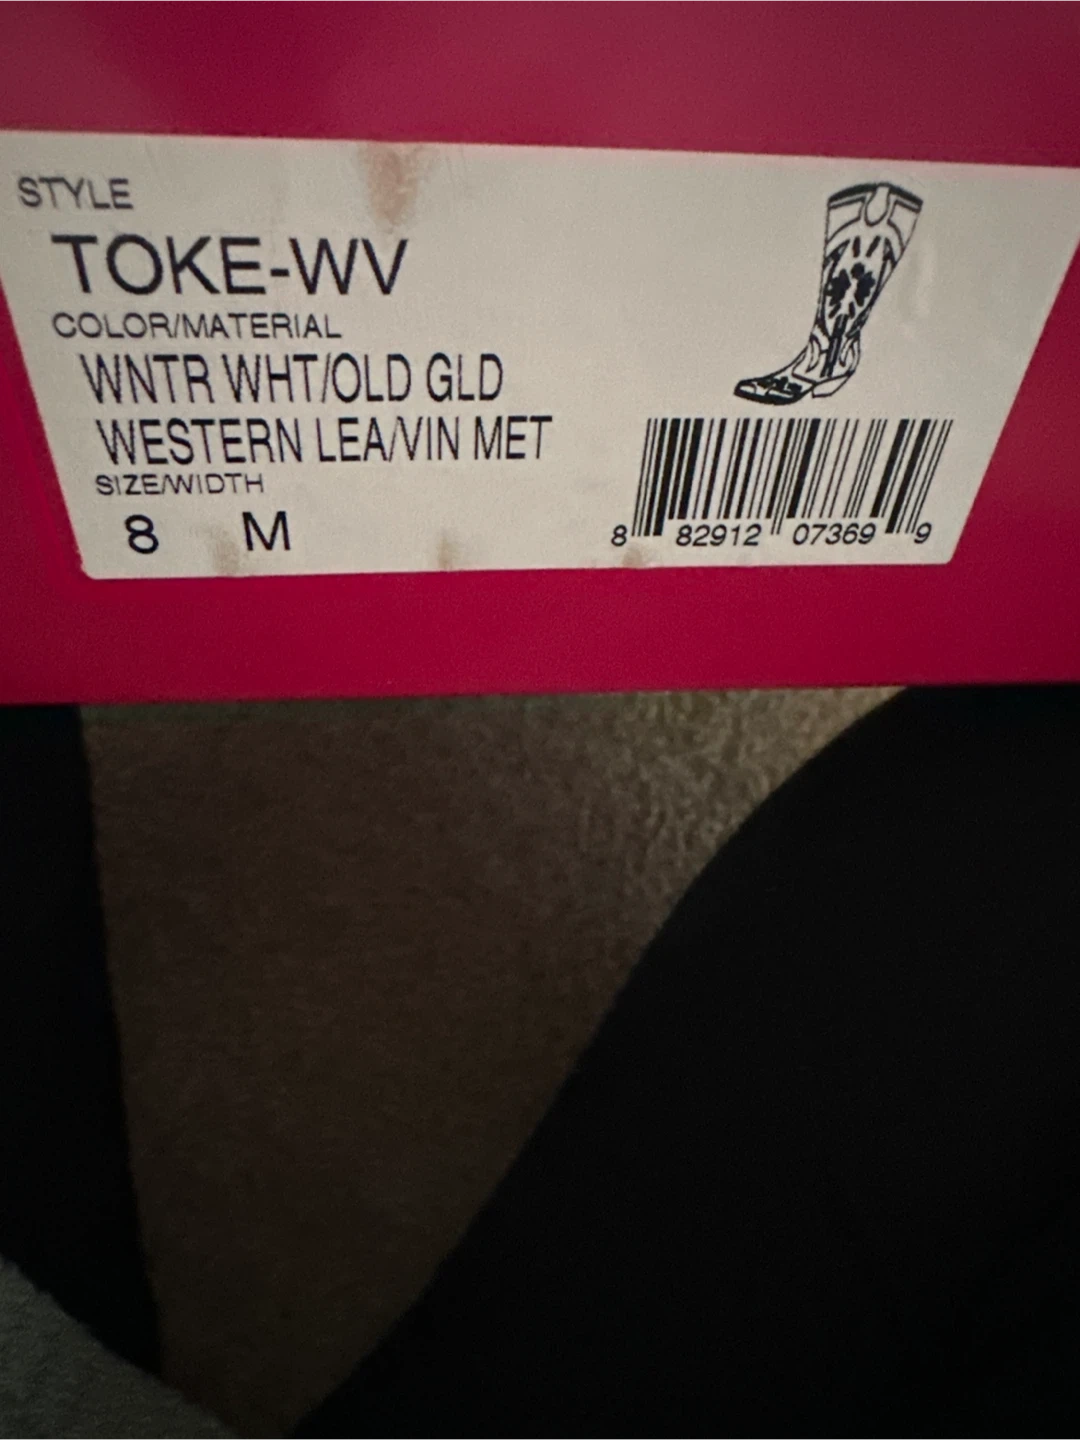 STYLE
TOKE-WV
COLOR/MATERIAL
WNTR WHT/OLD GLD
WESTERN LEA/VIN MET
SIZE/WIDTH
8 M
8 82912 07369 9